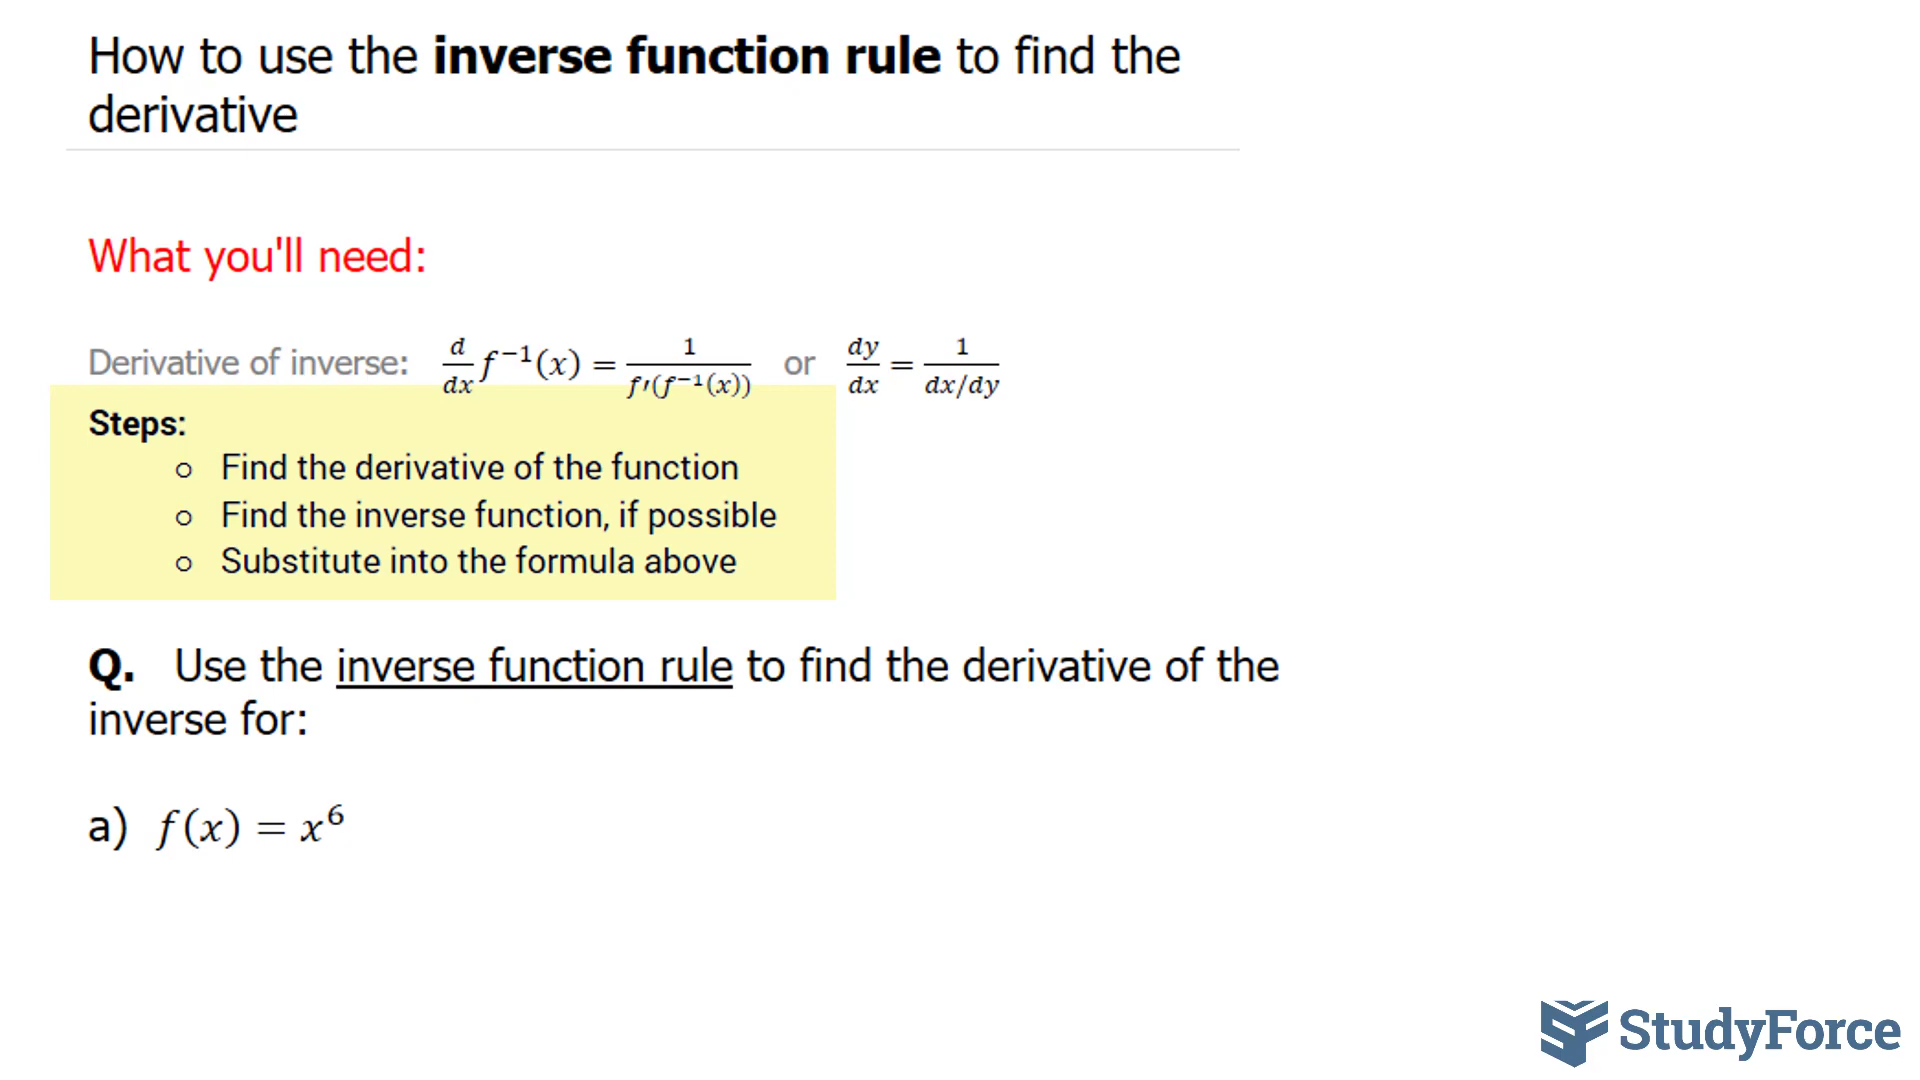 How to use the inverse function rule to find the
derivative
What you'll need:
Derivative of inverse: d/dx f⁻¹(x) = 1/f′(f⁻¹(x)) or dy/dx = 1/dx/dy
Steps:
○ Find the derivative of the function
○ Find the inverse function, if possible
○ Substitute into the formula above
Q. Use the inverse function rule to find the derivative of the
inverse for:
a) f(x) = x⁶
StudyForce